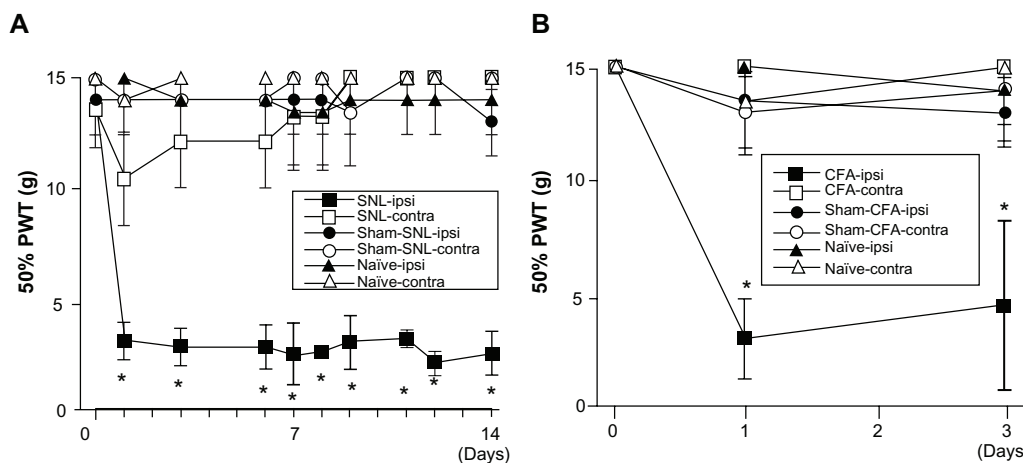 A
50% PWT (g)
15
10
5
0
SNL-ipsi
SNL-contra
Sham-SNL-ipsi
Sham-SNL-contra
Naïve-ipsi
Naïve-contra
* * * * * * * * *
0 7 14
(Days)
B
50% PWT (g)
15
10
5
0
CFA-ipsi
CFA-contra
Sham-CFA-ipsi
Sham-CFA-contra
Naïve-ipsi
Naïve-contra
* *
0 1 2 3
(Days)